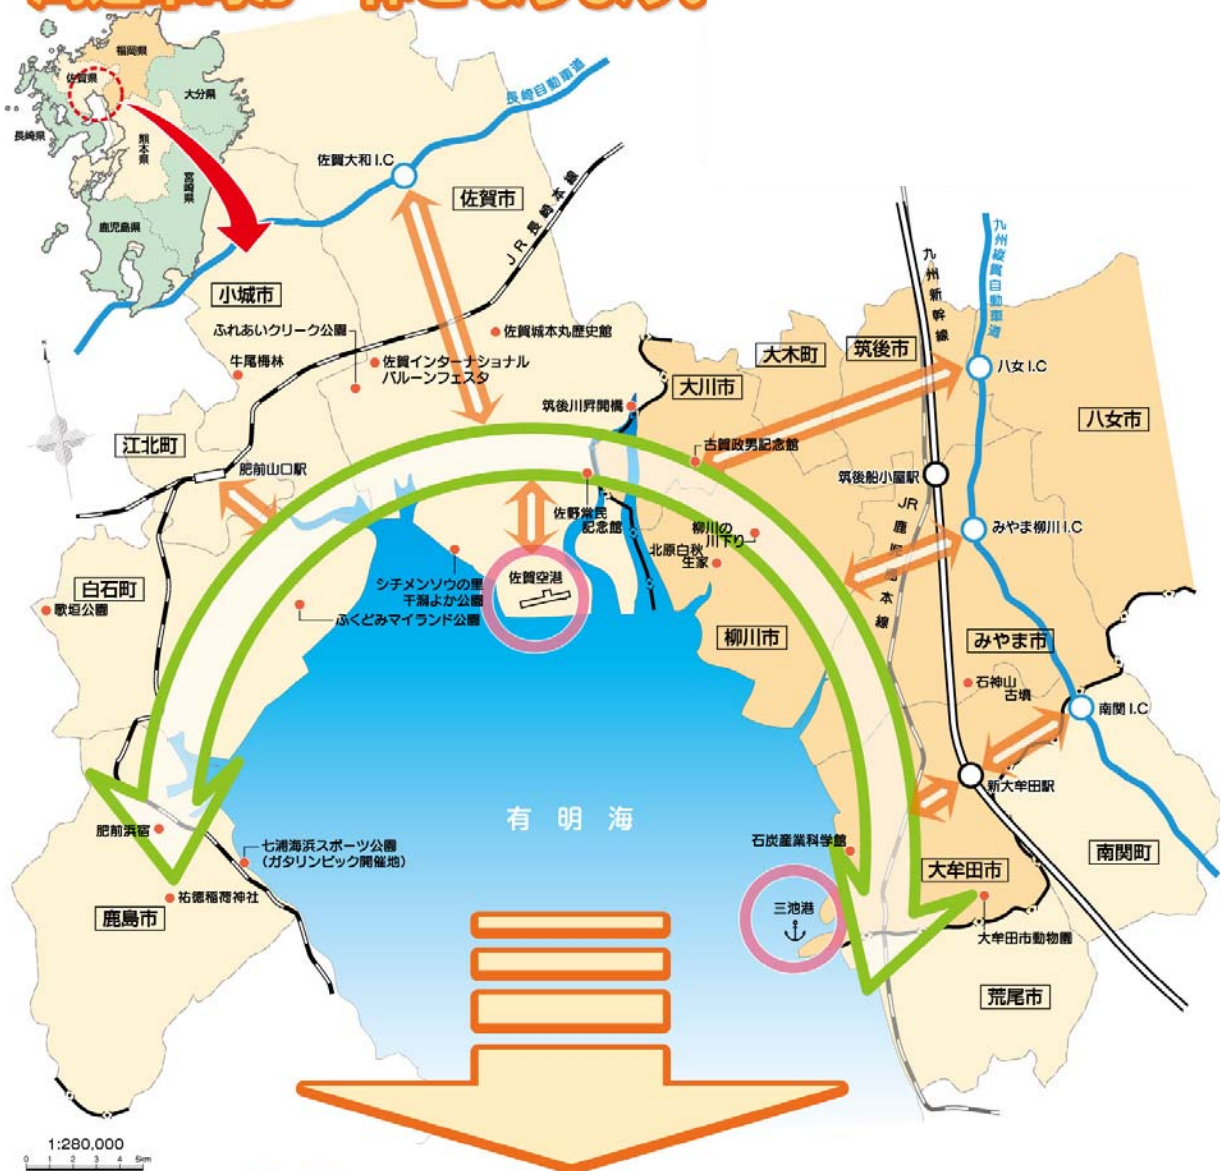 福岡県
佐賀県
大分県
長崎県
熊本県
宮崎県
鹿児島県
長崎自動車道
佐賀大和I.C
佐賀市
JR長崎本線
小城市
ふれあいクリーク公園
佐賀城本丸歴史館
牛尾梅林
佐賀インターナショナル
バルーンフェスタ
九州新幹線
九州縦貫自動車道
大木町
筑後市
大川市
八女I.C
筑後川昇開橋
八女市
江北町
古賀政男記念館
肥前山口駅
筑後船小屋駅
佐野常民
記念館
柳川の
川下り
JR鹿児島本線
みやま柳川I.C
北原白秋
生家
シチメンソウの里
干潟よか公園
佐賀空港
白石町
歌垣公園
ふくどみマイランド公園
柳川市
みやま市
石神山
古墳
南関I.C
新大牟田駅
有明海
肥前浜宿
七浦海浜スポーツ公園
(ガタリンピック開催地)
石炭産業科学館
南関町
大牟田市
祐徳稲荷神社
鹿島市
三池港
大牟田市動物園
荒尾市
1:280,000
0 1 2 3 4 5km